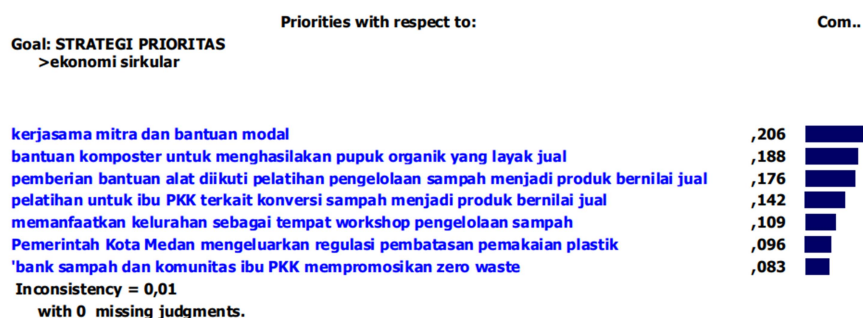 Priorities with respect to: Com..
Goal: STRATEGI PRIORITAS
>ekonomi sirkular
kerjasama mitra dan bantuan modal ,206
bantuan komposter untuk menghasilakan pupuk organik yang layak jual ,188
pemberian bantuan alat diikuti pelatihan pengelolaan sampah menjadi produk bernilai jual ,176
pelatihan untuk ibu PKK terkait konversi sampah menjadi produk bernilai jual ,142
memanfaatkan kelurahan sebagai tempat workshop pengelolaan sampah ,109
Pemerintah Kota Medan mengeluarkan regulasi pembatasan pemakaian plastik ,096
'bank sampah dan komunitas ibu PKK mempromosikan zero waste ,083
Inconsistency = 0,01
with 0 missing judgments.